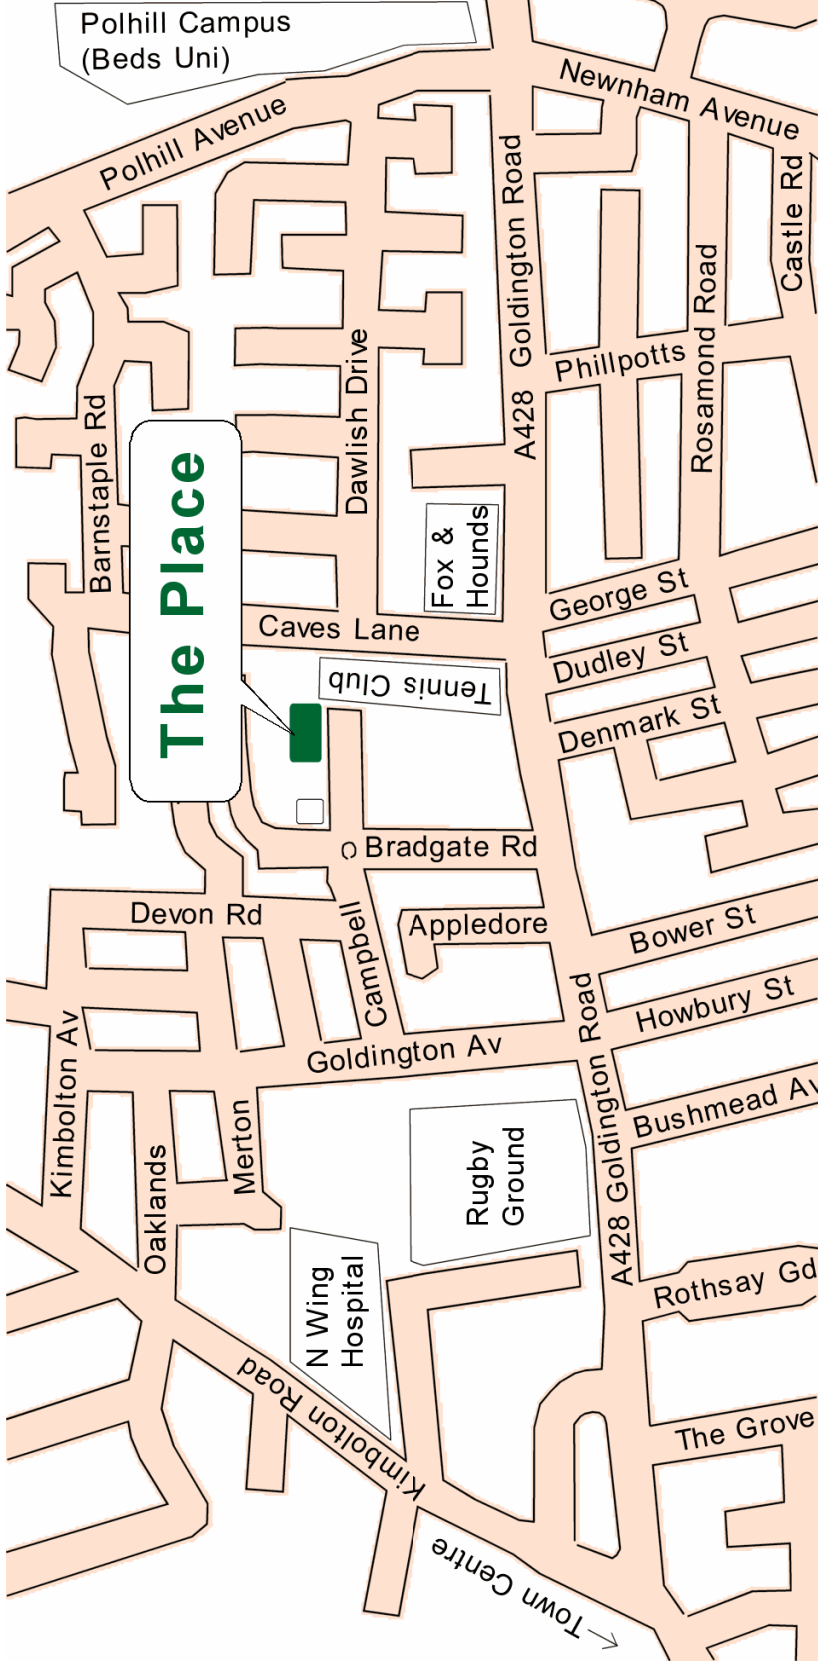 Polhill Campus
(Beds Uni)
Newnham Avenue
Polhill Avenue
Castle Rd
A428 Goldington Road
Rosamond Road
Phillpotts
Dawlish Drive
Barnstaple Rd
The Place
Fox &
Hounds
George St
Caves Lane
Dudley St
Tennis Club
Denmark St
Bradgate Rd
Devon Rd
Appledore
Bower St
Campbell
Howbury St
Goldington Av
Kimbolton Av
Bushmead Av
Merton
Oaklands
Rugby
Ground
A428 Goldington Road
Rothsay Gd
N Wing
Hospital
Kimbolton Road
The Grove
Town Centre